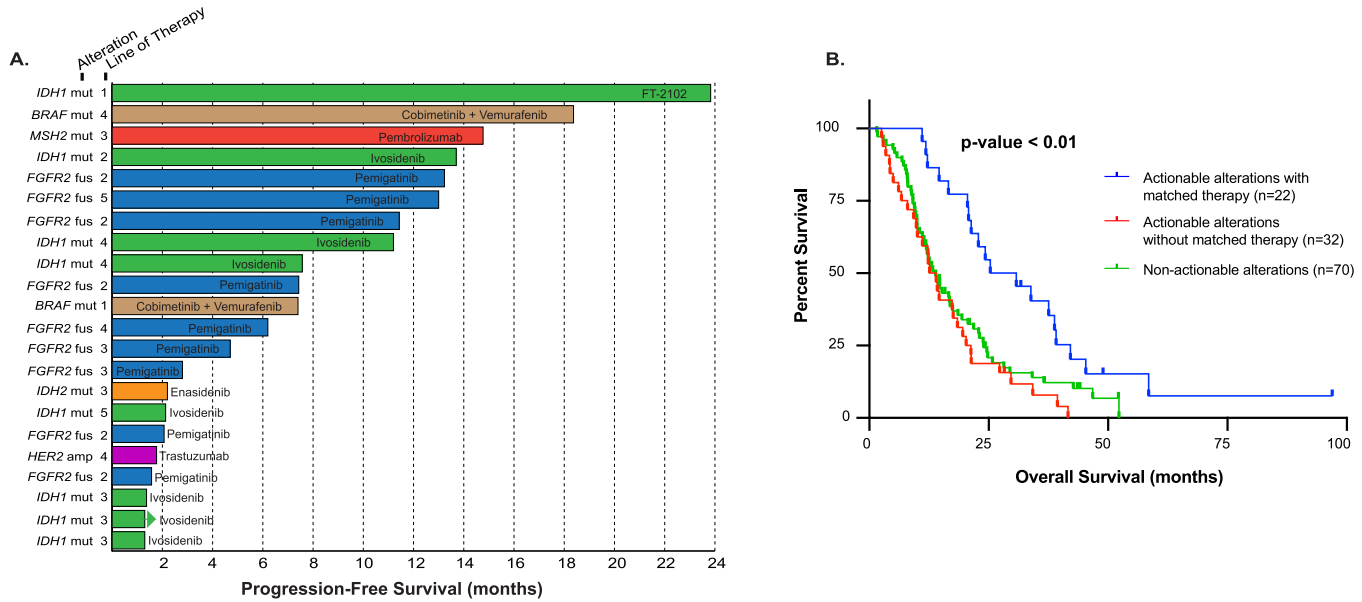 A.
Alteration
Line of Therapy
IDH1 mut 1 FT-2102
BRAF mut 4 Cobimetinib + Vemurafenib
MSH2 mut 3 Pembrolizumab
IDH1 mut 2 Ivosidenib
FGFR2 fus 2 Pemigatinib
FGFR2 fus 5 Pemigatinib
FGFR2 fus 2 Pemigatinib
IDH1 mut 4 Ivosidenib
IDH1 mut 4 Ivosidenib
FGFR2 fus 2 Pemigatinib
BRAF mut 1 Cobimetinib + Vemurafenib
FGFR2 fus 4 Pemigatinib
FGFR2 fus 3 Pemigatinib
FGFR2 fus 3 Pemigatinib
IDH2 mut 3 Enasidenib
IDH1 mut 5 Ivosidenib
FGFR2 fus 2 Pemigatinib
HER2 amp 4 Trastuzumab
FGFR2 fus 2 Pemigatinib
IDH1 mut 3 Ivosidenib
IDH1 mut 3 Ivosidenib
IDH1 mut 3 Ivosidenib
2 4 6 8 10 12 14 16 18 20 22 24
Progression-Free Survival (months)
B.
p-value < 0.01
Actionable alterations with
matched therapy (n=22)
Actionable alterations
without matched therapy (n=32)
Non-actionable alterations (n=70)
Percent Survival
100
75
50
25
0
0 25 50 75 100
Overall Survival (months)